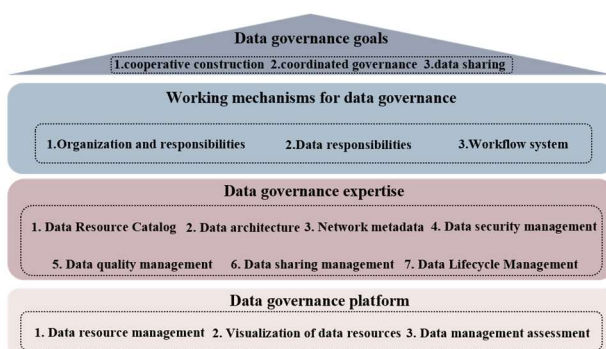 Data governance goals
1.cooperative construction 2.coordinated governance 3.data sharing
Working mechanisms for data governance
1.Organization and responsibilities 2.Data responsibilities 3.Workflow system
Data governance expertise
1. Data Resource Catalog 2. Data architecture 3. Network metadata 4. Data security management
5. Data quality management 6. Data sharing management 7. Data Lifecycle Management
Data governance platform
1. Data resource management 2. Visualization of data resources 3. Data management assessment